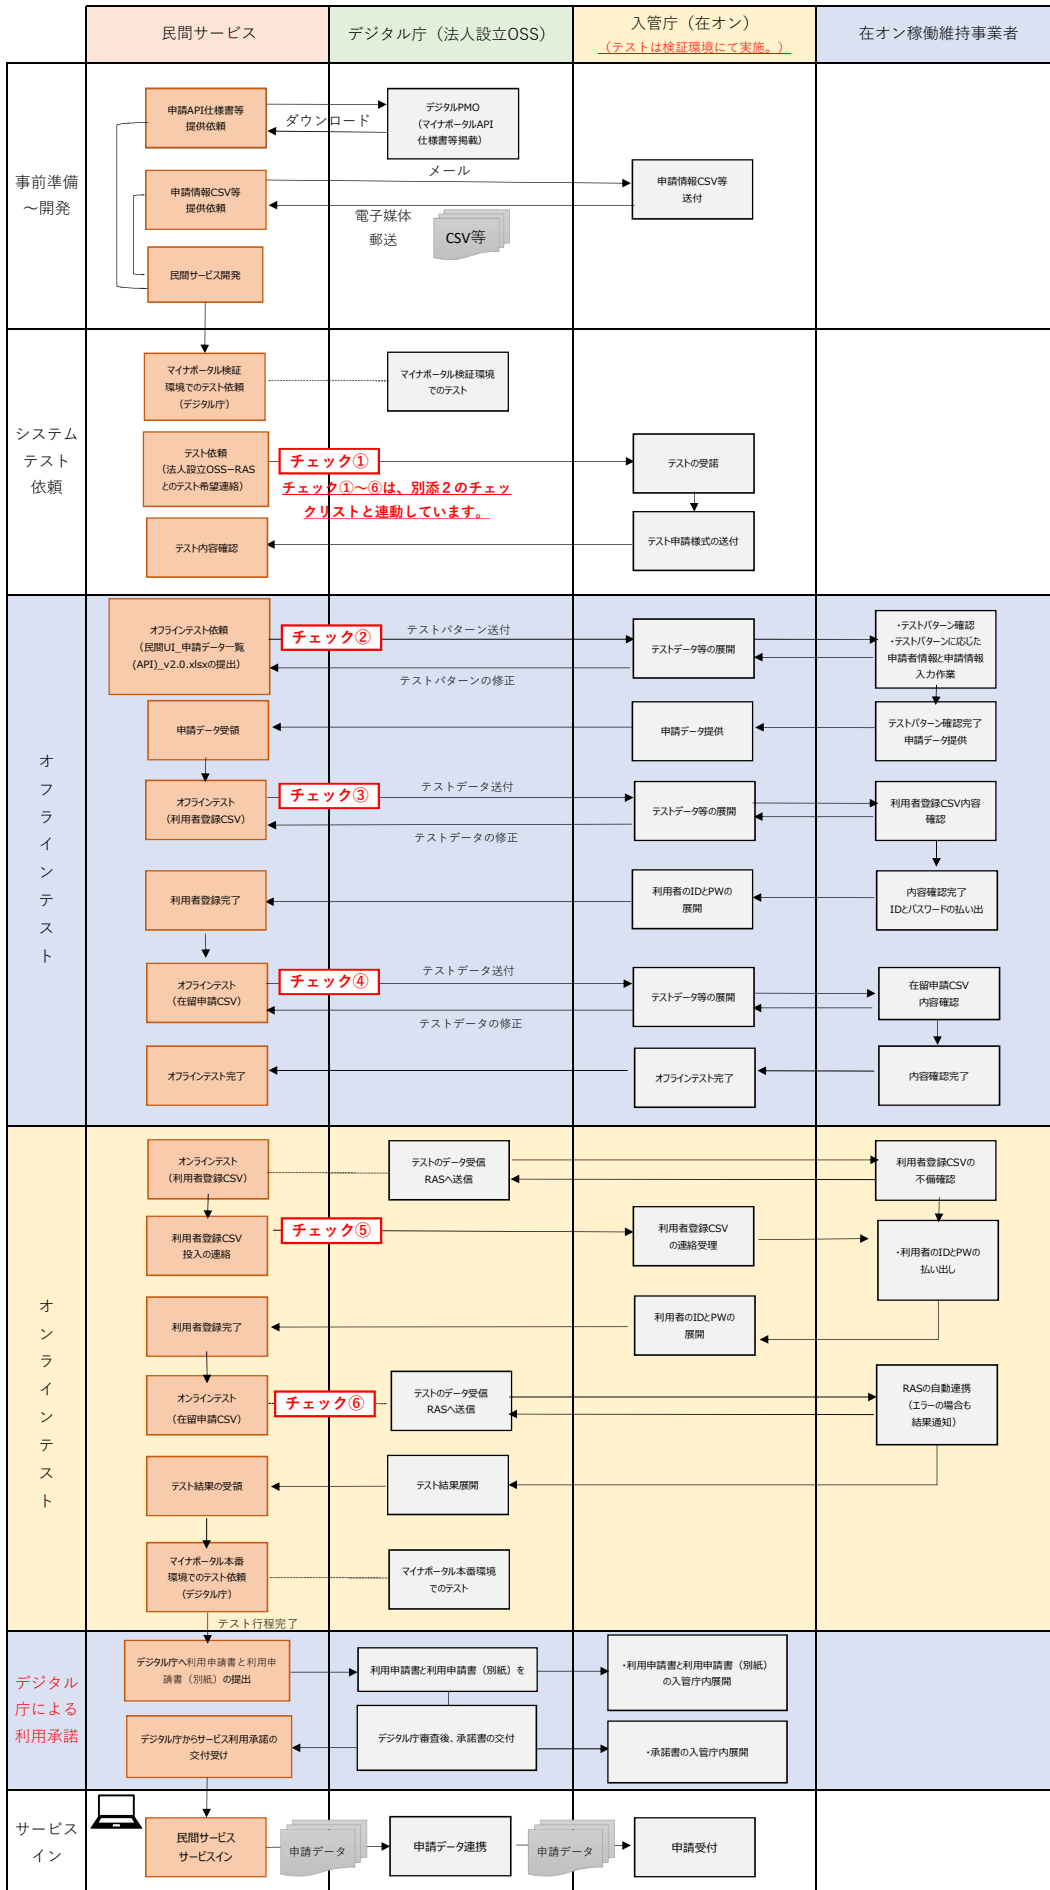 民間サービス
デジタル庁（法人設立OSS）
入管庁（在オン）
（テストは検証環境にて実施。）
在オン稼働維持事業者
事前準備
～開発
申請API仕様書等
提供依頼
ダウンロード
デジタルPMO
（マイナポータルAPI
仕様書等掲載）
メール
申請情報CSV等
提供依頼
申請情報CSV等
送付
電子媒体
郵送
CSV等
民間サービス開発
システム
テスト
依頼
マイナポータル検証
環境でのテスト依頼
（デジタル庁）
マイナポータル検証環境
でのテスト
テスト依頼
（法人設立OSS－RAS
とのテスト希望連絡）
チェック①
チェック①～⑥は、別添２のチェッ
クリストと連動しています。
テストの受諾
テスト内容確認
テスト申請様式の送付
オフラインテスト
オフラインテスト依頼
（民間UI_申請データ一覧
(API)_v2.0.xlsxの提出）
チェック②
テストパターン送付
テストパターンの修正
テストデータ等の展開
・テストパターン確認
・テストパターンに応じた
申請者情報と申請情報
入力作業
申請データ受領
申請データ提供
テストパターン確認完了
申請データ提供
オフラインテスト
（利用者登録CSV）
チェック③
テストデータ送付
テストデータの修正
テストデータ等の展開
利用者登録CSV内容
確認
利用者登録完了
利用者のIDとPWの
展開
内容確認完了
IDとパスワードの払い出
オフラインテスト
（在留申請CSV）
チェック④
テストデータ送付
テストデータの修正
テストデータ等の展開
在留申請CSV
内容確認
オフラインテスト完了
オフラインテスト完了
内容確認完了
オンラインテスト
オンラインテスト
（利用者登録CSV）
テストのデータ受信
RASへ送信
利用者登録CSVの
不備確認
利用者登録CSV
投入の連絡
チェック⑤
利用者登録CSV
の連絡受理
・利用者のIDとPWの
払い出し
利用者登録完了
利用者のIDとPWの
展開
オンラインテスト
（在留申請CSV）
チェック⑥
テストのデータ受信
RASへ送信
RASの自動連携
（エラーの場合も
結果通知）
テスト結果の受領
テスト結果展開
マイナポータル本番
環境でのテスト依頼
（デジタル庁）
マイナポータル本番環境
でのテスト
テスト行程完了
デジタル
庁による
利用承諾
デジタル庁へ利用申請書と利用申
請書（別紙）の提出
利用申請書と利用申請書（別紙）を
・利用申請書と利用申請書（別紙）
の入管庁内展開
デジタル庁からサービス利用承諾の
交付受け
デジタル庁審査後、承諾書の交付
・承諾書の入管庁内展開
サービス
イン
民間サービス
サービスイン
申請データ
申請データ連携
申請データ
申請受付